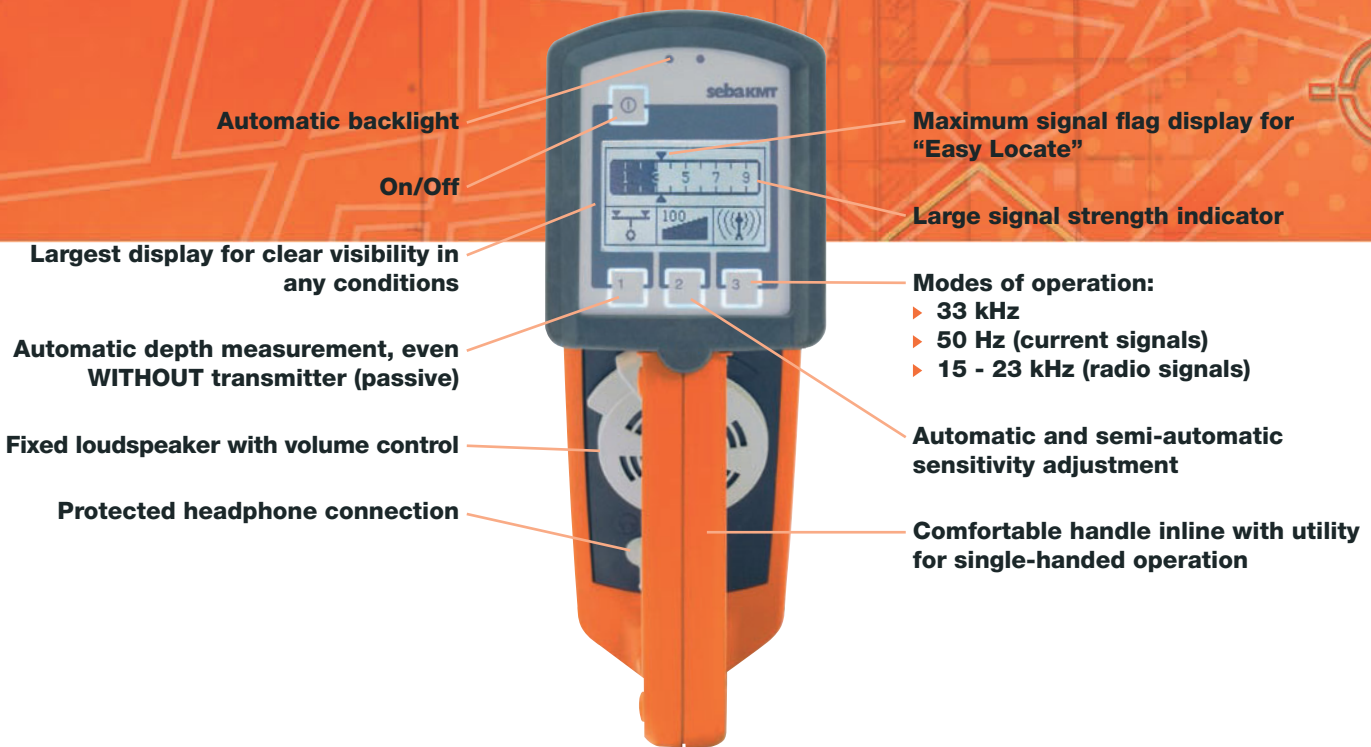 Automatic backlight
On/Off
Largest display for clear visibility in
any conditions
Automatic depth measurement, even
WITHOUT transmitter (passive)
Fixed loudspeaker with volume control
Protected headphone connection
sebaKMT
1 3 5 7 9
100
1 2 3
Maximum signal flag display for
“Easy Locate”
Large signal strength indicator
Modes of operation:
33 kHz
50 Hz (current signals)
15 - 23 kHz (radio signals)
Automatic and semi-automatic
sensitivity adjustment
Comfortable handle inline with utility
for single-handed operation